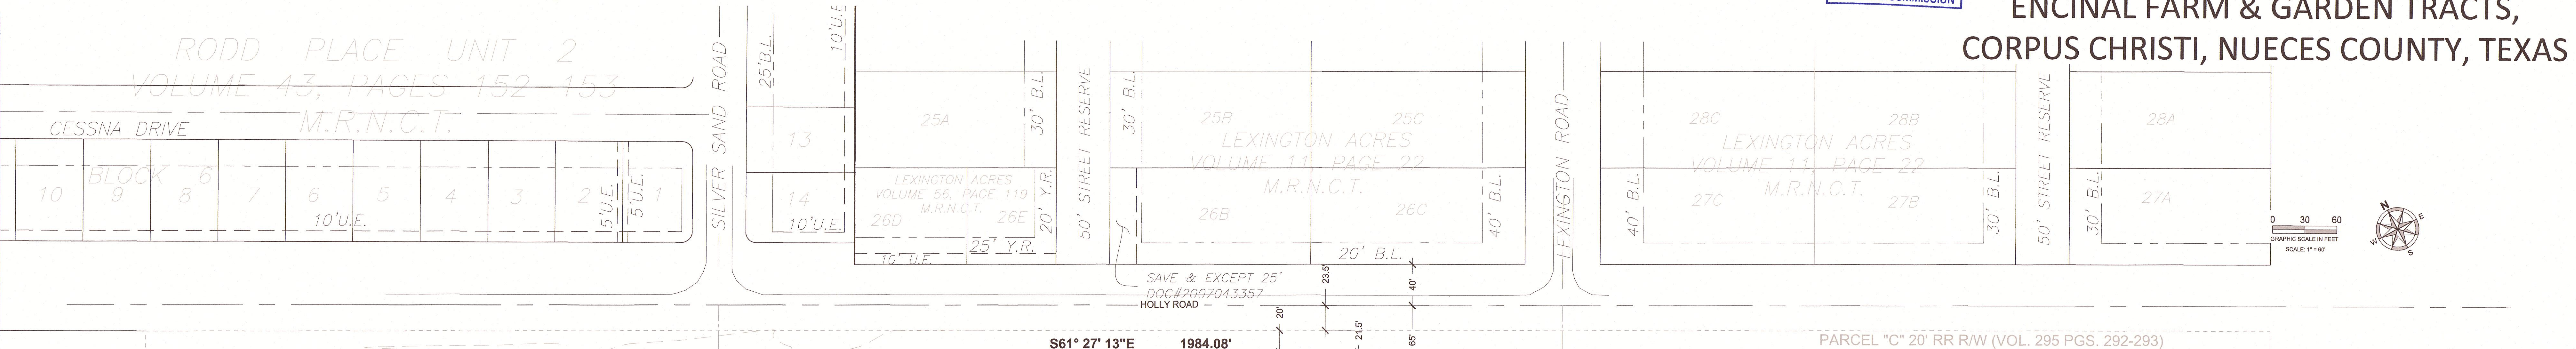 ENCINAL FARM & GARDEN TRACTS,
CORPUS CHRISTI, NUECES COUNTY, TEXAS
RODD PLACE UNIT 2
VOLUME 43, PAGES 152 153
M.R.N.C.T.
CESSNA DRIVE
BLOCK 6
10
9
8
7
6
5
4
3
2
1
10'U.E.
5'U.E.
5'U.E.
SILVER SAND ROAD
25'B.L.
10'U.E.
13
14
10'U.E.
25A
30' B.L.
50' STREET RESERVE
30' B.L.
LEXINGTON ACRES
VOLUME 56, PAGE 119
M.R.N.C.T.
26D
26E
20' Y.R.
25' Y.R.
10' U.E.
25B
25C
LEXINGTON ACRES
VOLUME 11, PAGE 22
M.R.N.C.T.
26B
26C
40' B.L.
20' B.L.
SAVE & EXCEPT 25'
DOC#2007043357
HOLLY ROAD
23.5'
40'
20'
21.5'
65'
LEXINGTON ROAD
28C
28B
LEXINGTON ACRES
VOLUME 11, PAGE 22
M.R.N.C.T.
27C
27B
40' B.L.
30' B.L.
50' STREET RESERVE
30' B.L.
28A
27A
0 30 60
GRAPHIC SCALE IN FEET
SCALE: 1" = 60'
N
E
S
W
S61° 27' 13"E 1984.08'
PARCEL "C" 20' RR R/W (VOL. 295 PGS. 292-293)